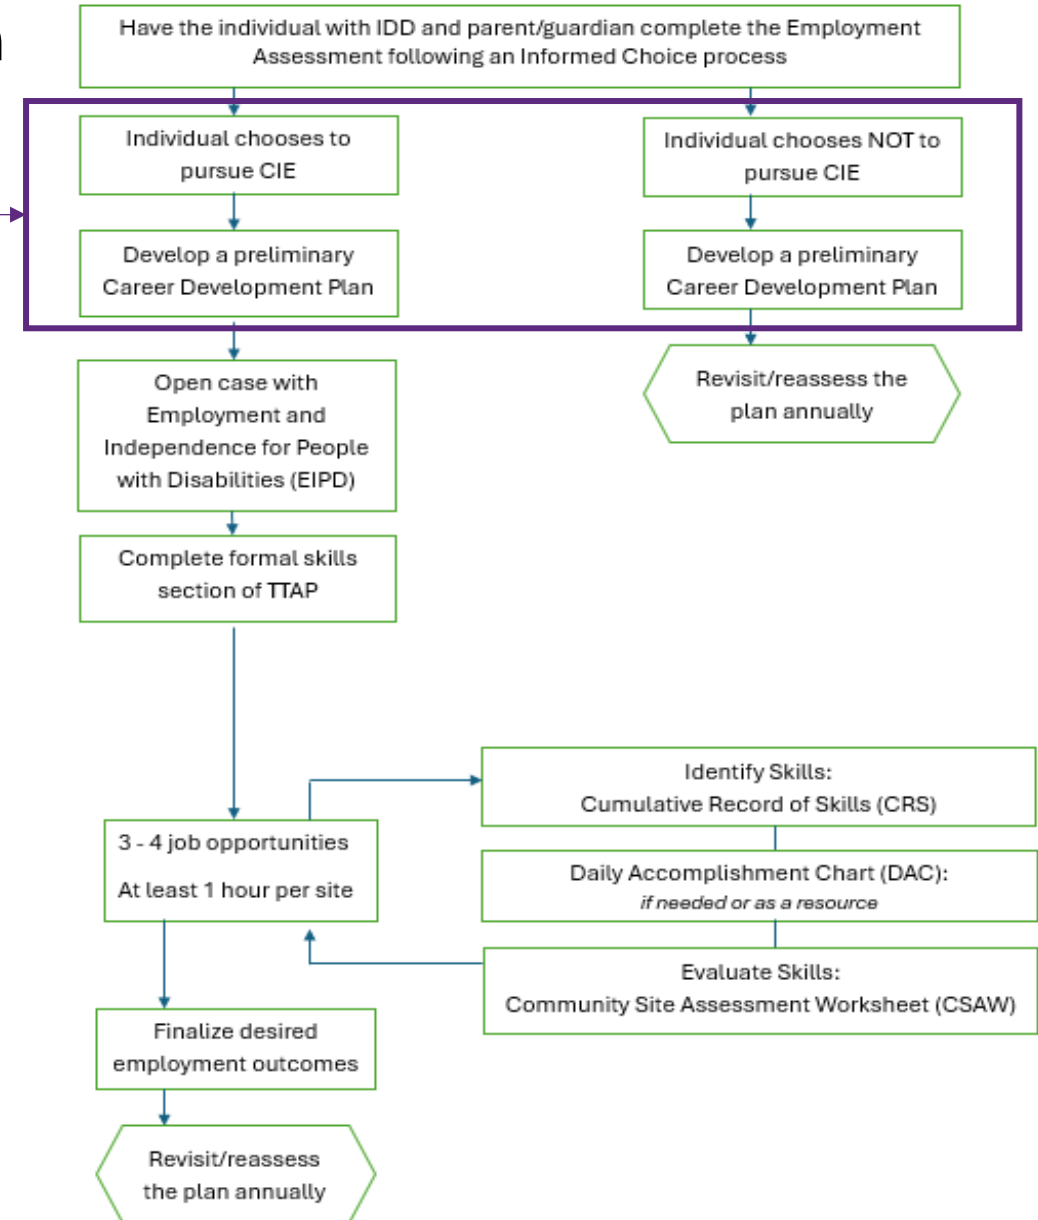 Have the individual with IDD and parent/guardian complete the Employment
Assessment following an Informed Choice process
Individual chooses to
pursue CIE
Individual chooses NOT to
pursue CIE
Develop a preliminary
Career Development Plan
Develop a preliminary
Career Development Plan
Open case with
Employment and
Independence for People
with Disabilities (EIPD)
Revisit/reassess the
plan annually
Complete formal skills
section of TTAP
Identify Skills:
Cumulative Record of Skills (CRS)
3 - 4 job opportunities
At least 1 hour per site
Daily Accomplishment Chart (DAC):
if needed or as a resource
Evaluate Skills:
Community Site Assessment Worksheet (CSAW)
Finalize desired
employment outcomes
Revisit/reassess
the plan annually